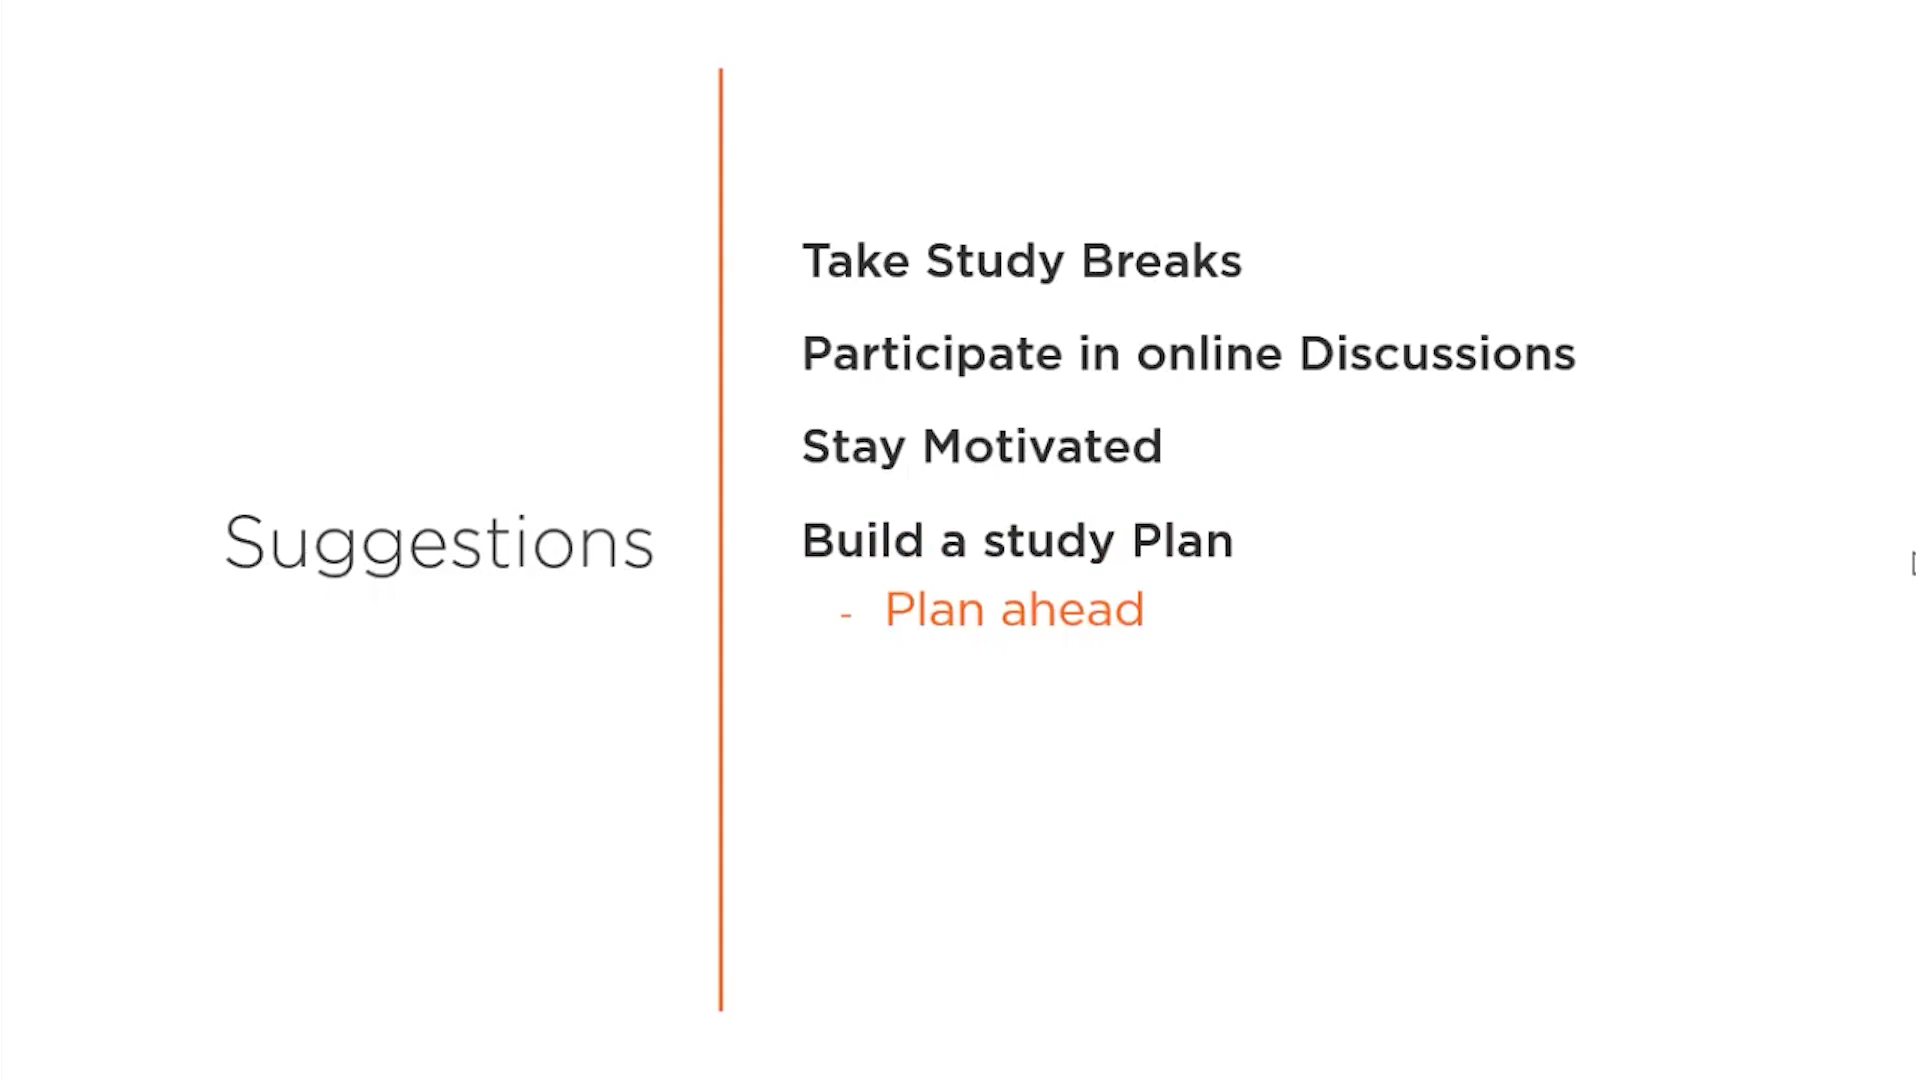 Suggestions
Take Study Breaks
Participate in online Discussions
Stay Motivated
Build a study Plan
- Plan ahead